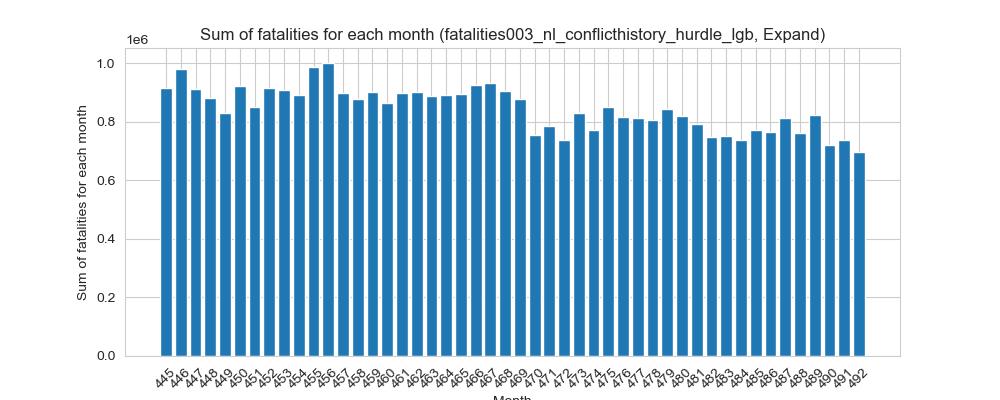 Sum of fatalities for each month (fatalities003_nl_conflicthistory_hurdle_lgb, Expand)
1e6
1.0
0.8
0.6
0.4
0.2
0.0
Sum of fatalities for each month
445 446 447 448 449 450 451 452 453 454 455 456 457 458 459 460 461 462 463 464 465 466 467 468 469 470 471 472 473 474 475 476 477 478 479 480 481 482 483 484 485 486 487 488 489 490 491 492
Month